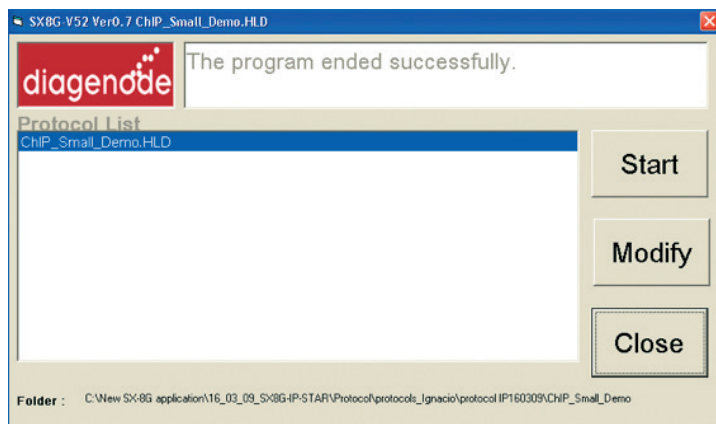 SX8G-V52 Ver0.7 ChIP_Small_Demo.HLD
diagenode
The program ended successfully.
Protocol List
ChIP_Small_Demo.HLD
Start
Modify
Close
Folder : C:\New SX-8G application\16_03_09_SX8G-IP-STAR\Protocol\protocols_Ignacio\protocol IP160309\ChIP_Small_Demo